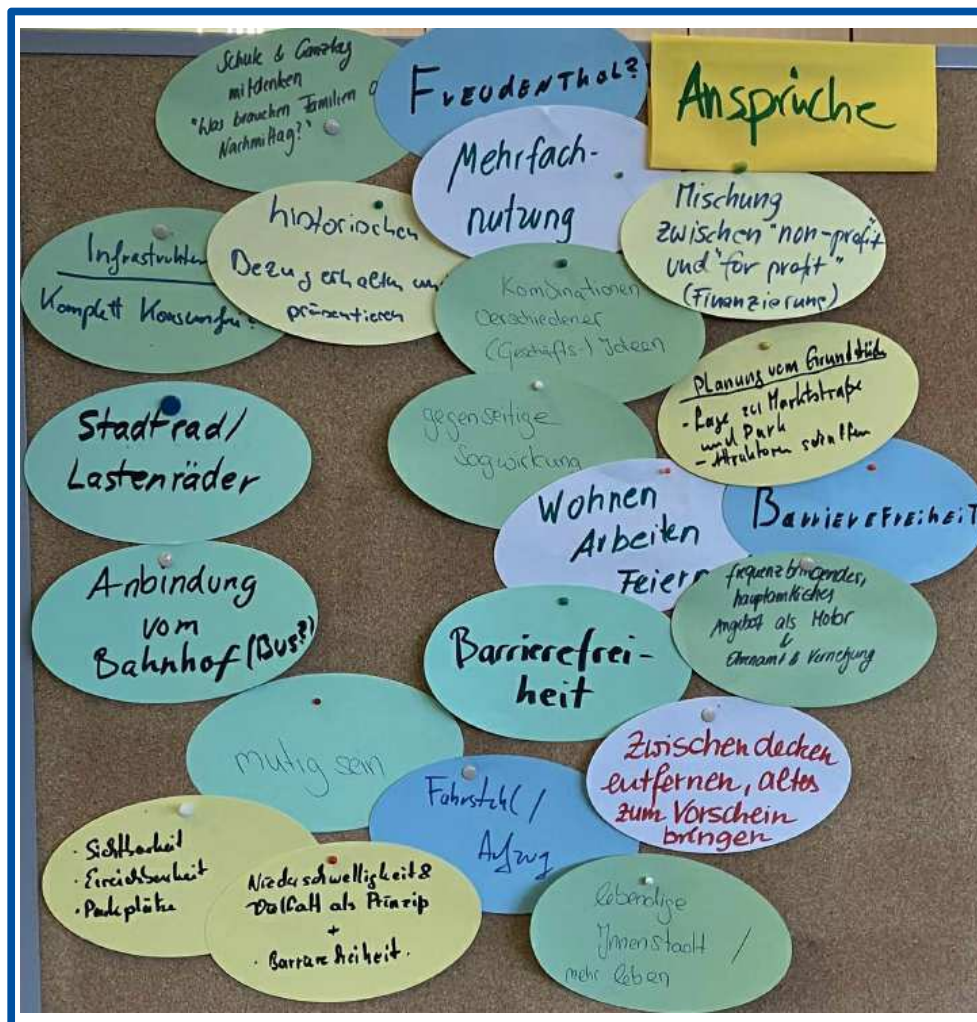 Ansprüche
Schule & Ganztag
mitdenken
"Was brauchen Familien
Nachmittag?"
FREUDENTHAL?
Mehrfach-
nutzung
Mischung
zwischen "non-profit"
und "for profit"
(Finanzierung)
Infrastruktur
Komplett Konsumfrei?
historischen
Bezug erhalten un
präsentieren
Kombinationen
verschiedener
(Geschäfts-) Ideen
Planung vom Grundstück
- Lage zur Marktstraße
und Park
- Attraktoren schaffen
Stadtrad/
Lastenräder
gegenseitige
Sogwirkung
Wohnen
Arbeiten
Feiern
BARRIEREFREIHEIT
Anbindung
vom
Bahnhof (Bus?)
Barrierefrei-
heit
frequenzbringendes,
hauptamtliches
Angebot als Motor
&
Ehrenamt & Vernetzung
mutig sein
Fahrstuhl /
Aufzug
Zwischendecken
entfernen, altes
zum Vorschein
bringen
· Sichtbarkeit
· Erreichbarkeit
· Parkplätze
Niederschwelligkeit &
Vielfalt als Prinzip
+
· Barrierefreiheit.
lebendige
Innenstadt /
mehr leben